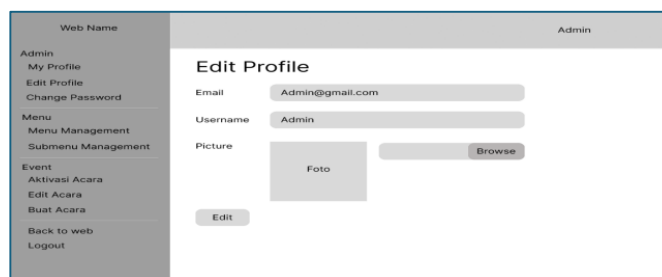 Web Name
Admin
Admin
My Profile
Edit Profile
Change Password
Menu
Menu Management
Submenu Management
Event
Aktivasi Acara
Edit Acara
Buat Acara
Back to web
Logout
Edit Profile
Email Admin@gmail.com
Username Admin
Picture Foto Browse
Edit